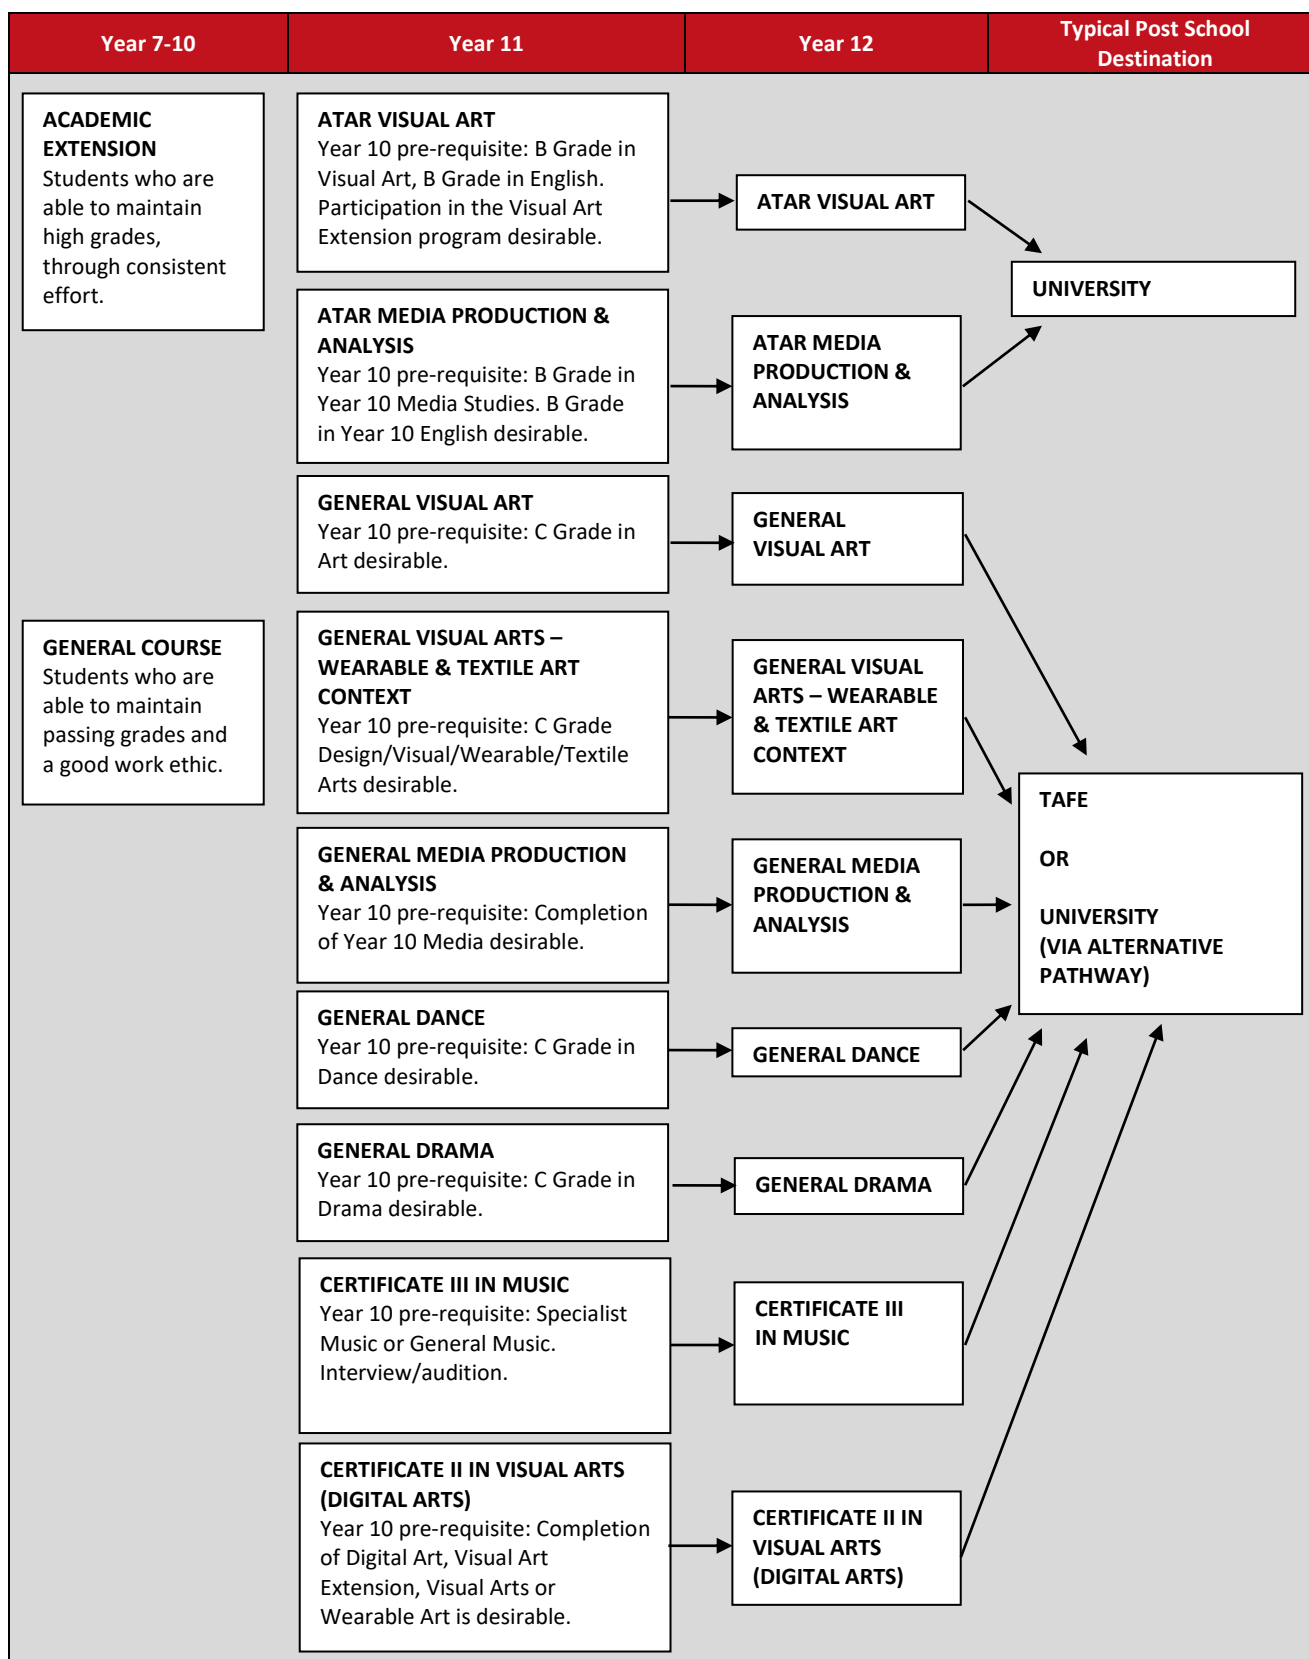 Year 7-10
Year 11
Year 12
Typical Post School
Destination
ACADEMIC
EXTENSION
Students who are
able to maintain
high grades,
through consistent
effort.
GENERAL COURSE
Students who are
able to maintain
passing grades and
a good work ethic.
ATAR VISUAL ART
Year 10 pre-requisite: B Grade in
Visual Art, B Grade in English.
Participation in the Visual Art
Extension program desirable.
ATAR VISUAL ART
UNIVERSITY
ATAR MEDIA PRODUCTION &
ANALYSIS
Year 10 pre-requisite: B Grade in
Year 10 Media Studies. B Grade
in Year 10 English desirable.
ATAR MEDIA
PRODUCTION &
ANALYSIS
GENERAL VISUAL ART
Year 10 pre-requisite: C Grade in
Art desirable.
GENERAL
VISUAL ART
GENERAL VISUAL ARTS –
WEARABLE & TEXTILE ART
CONTEXT
Year 10 pre-requisite: C Grade
Design/Visual/Wearable/Textile
Arts desirable.
GENERAL VISUAL
ARTS – WEARABLE
& TEXTILE ART
CONTEXT
TAFE
OR
UNIVERSITY
(VIA ALTERNATIVE
PATHWAY)
GENERAL MEDIA PRODUCTION
& ANALYSIS
Year 10 pre-requisite: Completion
of Year 10 Media desirable.
GENERAL MEDIA
PRODUCTION &
ANALYSIS
GENERAL DANCE
Year 10 pre-requisite: C Grade in
Dance desirable.
GENERAL DANCE
GENERAL DRAMA
Year 10 pre-requisite: C Grade in
Drama desirable.
GENERAL DRAMA
CERTIFICATE III IN MUSIC
Year 10 pre-requisite: Specialist
Music or General Music.
Interview/audition.
CERTIFICATE III
IN MUSIC
CERTIFICATE II IN VISUAL ARTS
(DIGITAL ARTS)
Year 10 pre-requisite: Completion
of Digital Art, Visual Art
Extension, Visual Arts or
Wearable Art is desirable.
CERTIFICATE II IN
VISUAL ARTS
(DIGITAL ARTS)